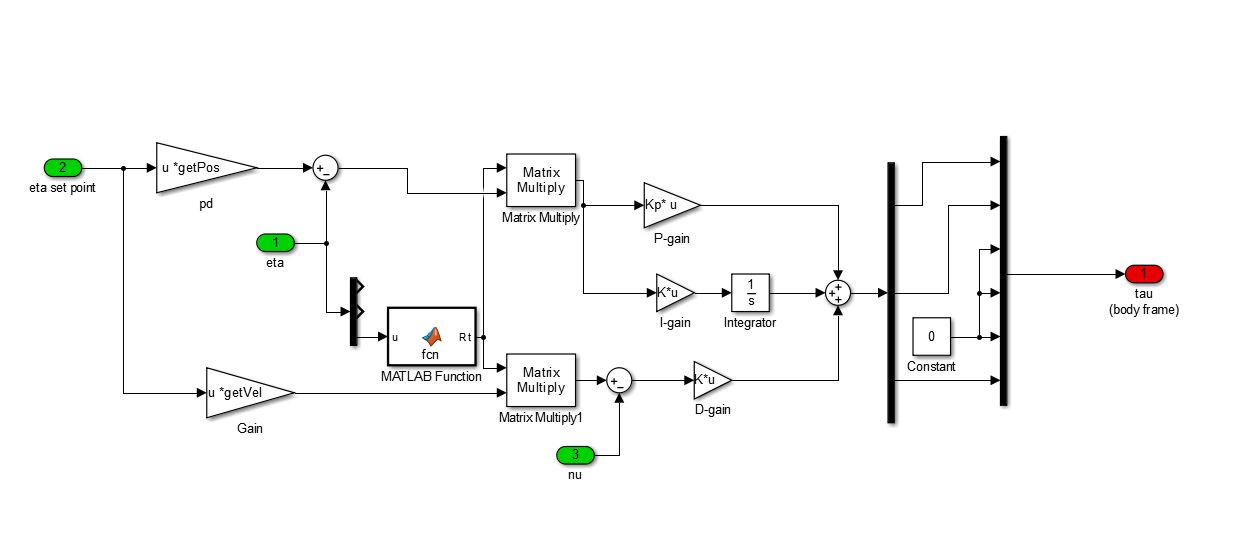 2
eta set point
u *getPos
pd
+
-
1
eta
Matrix
Multiply
Matrix Multiply
Kp* u
P-gain
K*u
I-gain
1
s
Integrator
+
+
+
u
fcn
Rt
MATLAB Function
u *getVel
Gain
Matrix
Multiply
Matrix Multiply1
+
-
3
nu
K*u
D-gain
0
Constant
1
tau
(body frame)